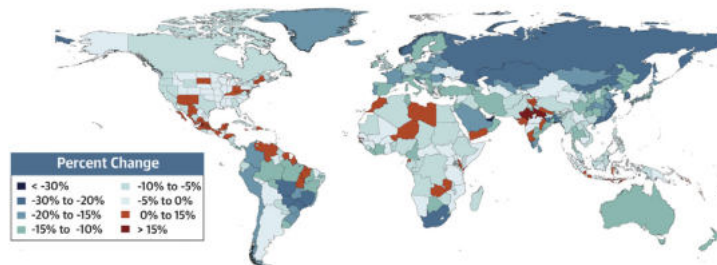 Percent Change
< -30%
-30% to -20%
-20% to -15%
-15% to -10%
-10% to -5%
-5% to 0%
0% to 15%
> 15%